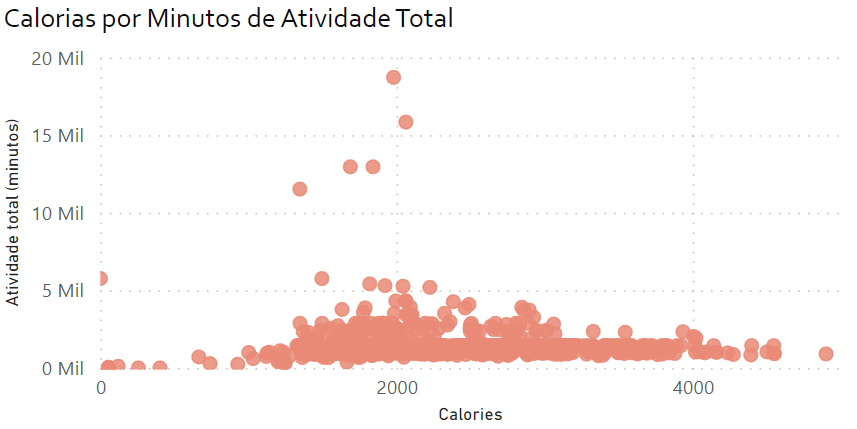 Calorias por Minutos de Atividade Total
20 Mil
15 Mil
10 Mil
5 Mil
0 Mil
Atividade total (minutos)
0 2000 4000
Calories